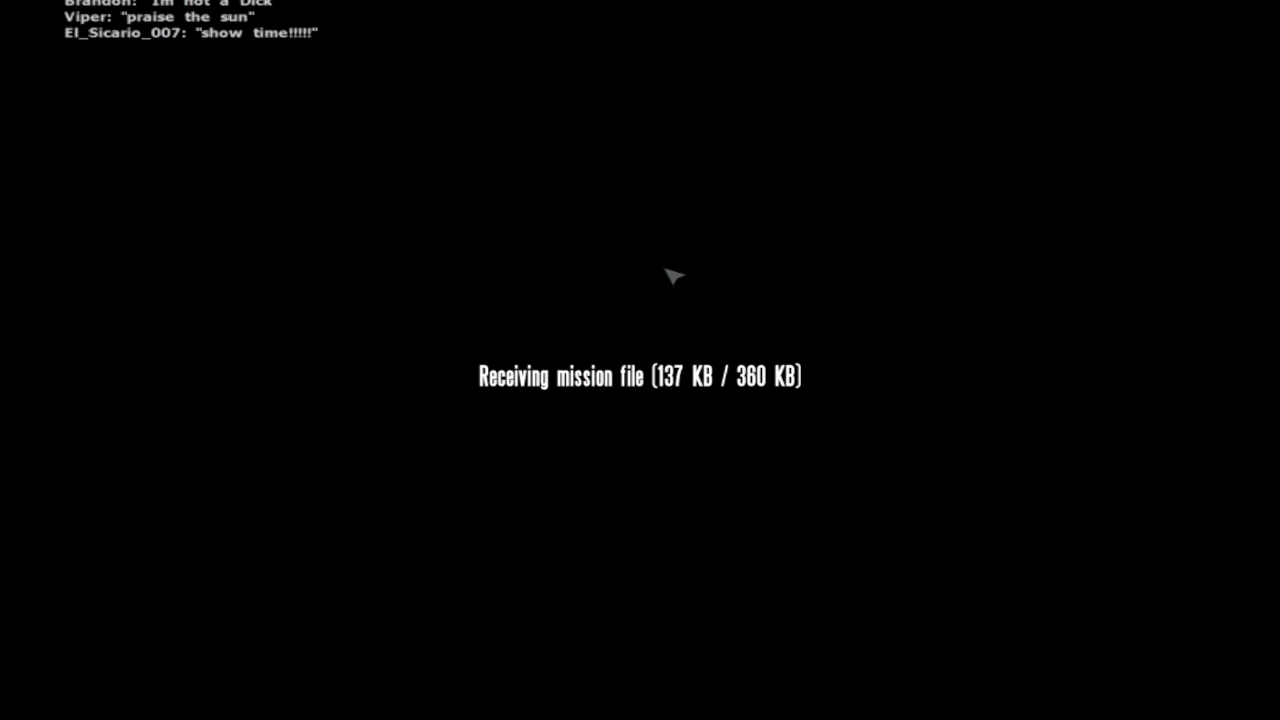 Brandon: "Im not a Dick"
Viper: "praise the sun"
El_Sicario_007: "show time!!!!!"
Receiving mission file (137 KB / 360 KB)